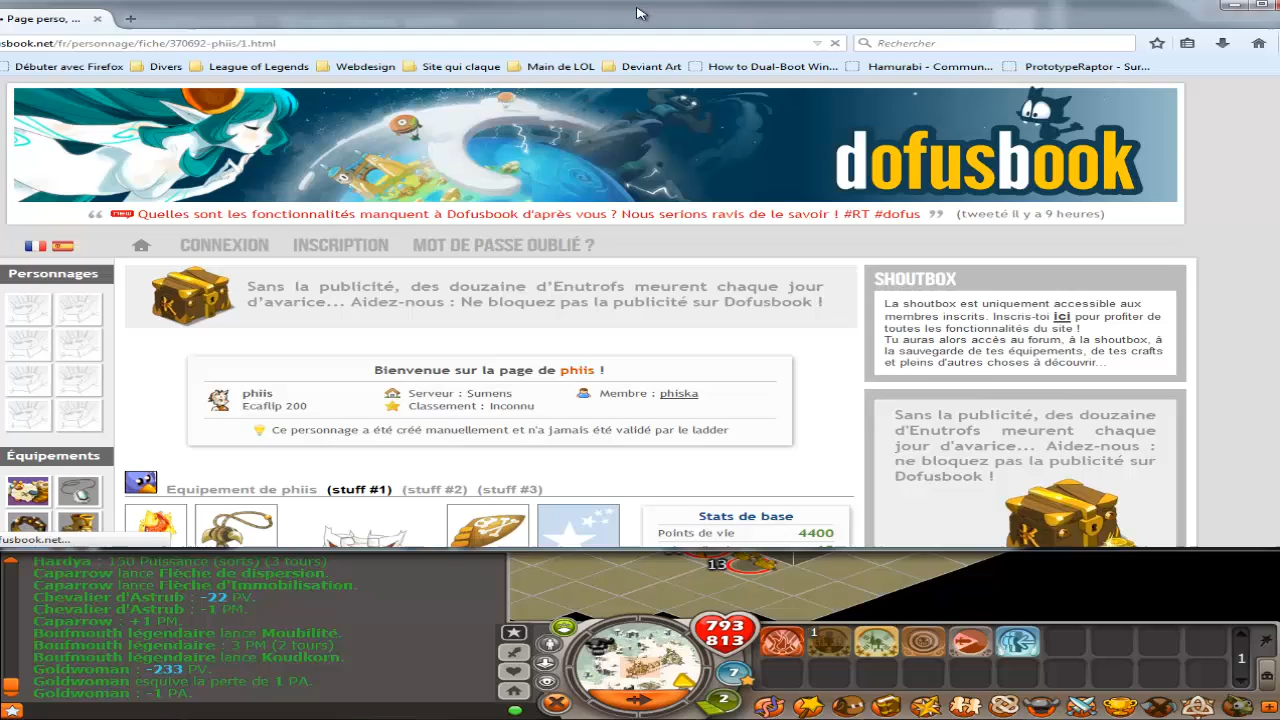 Page perso, ...
usbook.net/fr/personnage/fiche/370692-phiis/1.html
Rechercher
Débuter avec Firefox Divers League of Legends Webdesign Site qui claque Main de LOL Deviant Art How to Dual-Boot Win... Hamurabi - Commun... PrototypeRaptor - Sur...
dofusbook
new Quelles sont les fonctionnalités manquent à Dofusbook d'après vous ? Nous serions ravis de le savoir ! #RT #dofus (tweeté il y a 9 heures)
CONNEXION INSCRIPTION MOT DE PASSE OUBLIÉ ?
Personnages
Sans la publicité, des douzaine d'Enutrofs meurent chaque jour
d'avarice... Aidez-nous : Ne bloquez pas la publicité sur Dofusbook !
SHOUTBOX
La shoutbox est uniquement accessible aux
membres inscrits. Inscris-toi ici pour profiter de
toutes les fonctionnalités du site !
Tu auras alors accès au forum, à la shoutbox, à
la sauvegarde de tes équipements, de tes crafts
et pleins d'autres choses à découvrir...
Bienvenue sur la page de phiis !
phiis Serveur : Sumens Membre : phiska
Ecaflip 200 Classement : Inconnu
Ce personnage a été créé manuellement et n'a jamais été validé par le ladder
Sans la publicité, des douzaine
d'Enutrofs meurent chaque
jour d'avarice... Aidez-nous :
ne bloquez pas la publicité sur
Dofusbook !
Équipements
Equipement de phiis (stuff #1) (stuff #2) (stuff #3)
Stats de base
Points de vie 4400
fusbook.net...
Hardya : 150 Puissance (sorts) (3 tours)
Caparrow lance Flèche de dispersion.
Caparrow lance Flèche d'Immobilisation.
Chevalier d'Astrub : -22 PV.
Chevalier d'Astrub : -1 PM.
Caparrow : +1 PM.
Boufmouth légendaire lance Moubilité.
Boufmouth légendaire : 3 PM (2 tours)
Boufmouth légendaire lance Koudkorn.
Goldwoman : -233 PV.
Goldwoman esquive la perte de 1 PA.
Goldwoman : -1 PA.
13
793
813
7
2
1
1